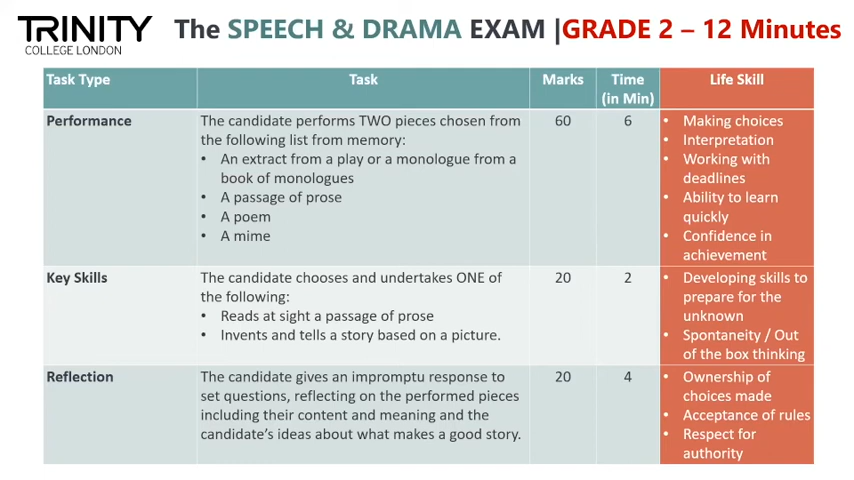 TRINITY
COLLEGE LONDON
The SPEECH & DRAMA EXAM |GRADE 2 – 12 Minutes
Task Type
Task
Marks
Time
(in Min)
Life Skill
Performance
The candidate performs TWO pieces chosen from
the following list from memory:
• An extract from a play or a monologue from a
book of monologues
• A passage of prose
• A poem
• A mime
60
6
• Making choices
• Interpretation
• Working with
deadlines
• Ability to learn
quickly
• Confidence in
achievement
Key Skills
The candidate chooses and undertakes ONE of
the following:
• Reads at sight a passage of prose
• Invents and tells a story based on a picture.
20
2
• Developing skills to
prepare for the
unknown
• Spontaneity / Out
of the box thinking
Reflection
The candidate gives an impromptu response to
set questions, reflecting on the performed pieces
including their content and meaning and the
candidate's ideas about what makes a good story.
20
4
• Ownership of
choices made
• Acceptance of rules
• Respect for
authority